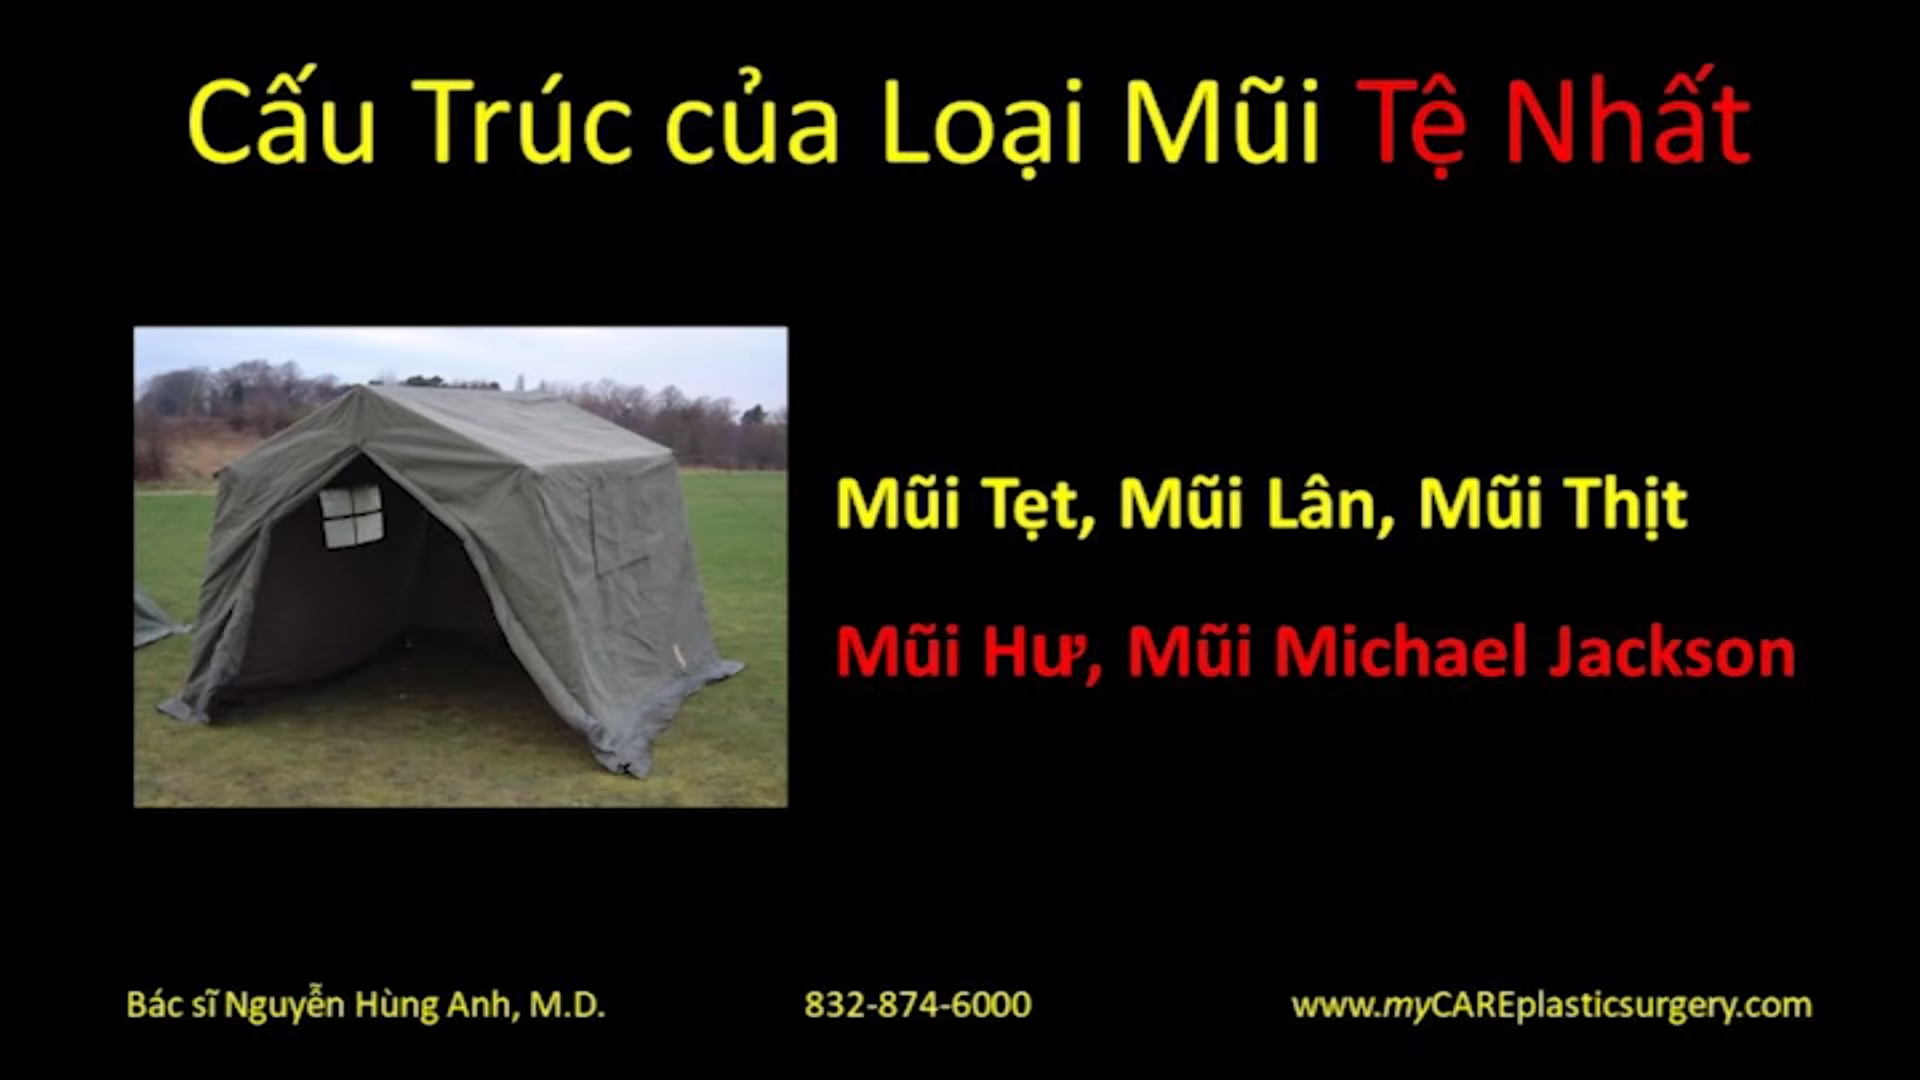 Cấu Trúc của Loại Mũi Tệ Nhất
Mũi Tẹt, Mũi Lân, Mũi Thịt
Mũi Hư, Mũi Michael Jackson
Bác sĩ Nguyễn Hùng Anh, M.D.
832-874-6000
www.myCAREplasticsurgery.com